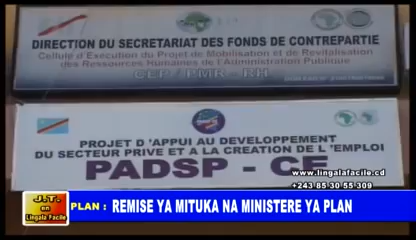 DIRECTION DU SECRETARIAT DES FONDS DE CONTREPARTIE
Cellule d'Execution du Projet de Mobilisation et de Revitalisation
des Ressources Humaines de l'Administration Publique
CEP / PMR - RH
PROJET D'APPUI AU DEVELOPPEMENT
DU SECTEUR PRIVE ET A LA CREATION DE L'EMPLOI
PADSP - CE
www.lingalafacile.cd
+243 85 30 55 309
J.T.
en
Lingala Facile
PLAN : REMISE YA MITUKA NA MINISTERE YA PLAN